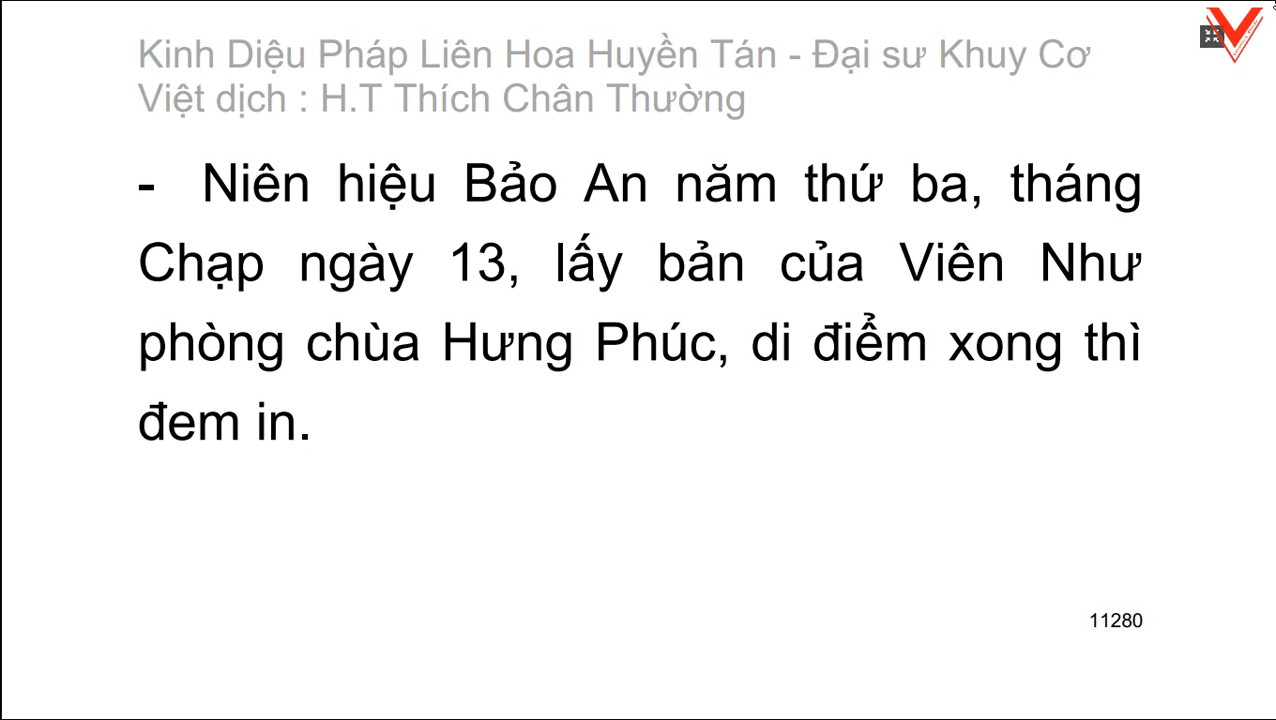 Kinh Diệu Pháp Liên Hoa Huyền Tán - Đại sư Khuy Cơ
Việt dịch : H.T Thích Chân Thường
- Niên hiệu Bảo An năm thứ ba, tháng
Chạp ngày 13, lấy bản của Viên Như
phòng chùa Hưng Phúc, di điểm xong thì
đem in.
11280